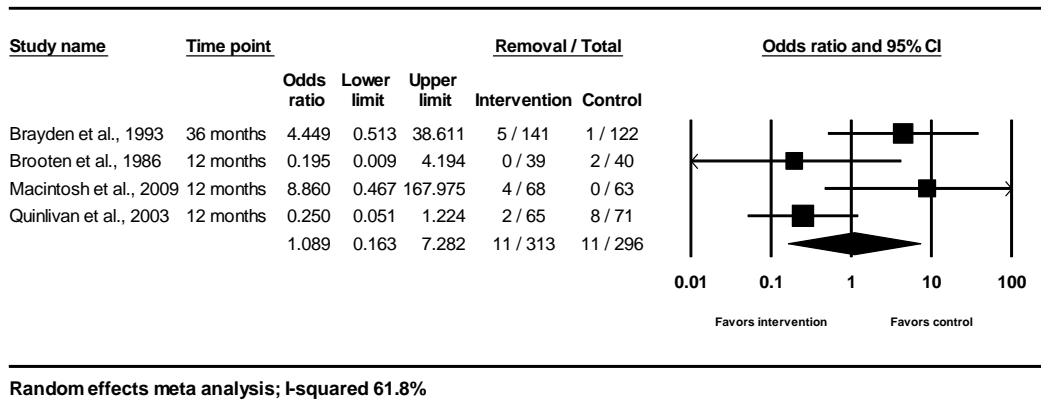 Study name Time point Removal / Total Odds ratio and 95% CI
Odds ratio Lower limit Upper limit Intervention Control
Brayden et al., 1993 36 months 4.449 0.513 38.611 5 / 141 1 / 122
Brooten et al., 1986 12 months 0.195 0.009 4.194 0 / 39 2 / 40
Macintosh et al., 2009 12 months 8.860 0.467 167.975 4 / 68 0 / 63
Quinlivan et al., 2003 12 months 0.250 0.051 1.224 2 / 65 8 / 71
1.089 0.163 7.282 11 / 313 11 / 296
0.01 0.1 1 10 100
Favors intervention Favors control
Random effects meta analysis; I-squared 61.8%